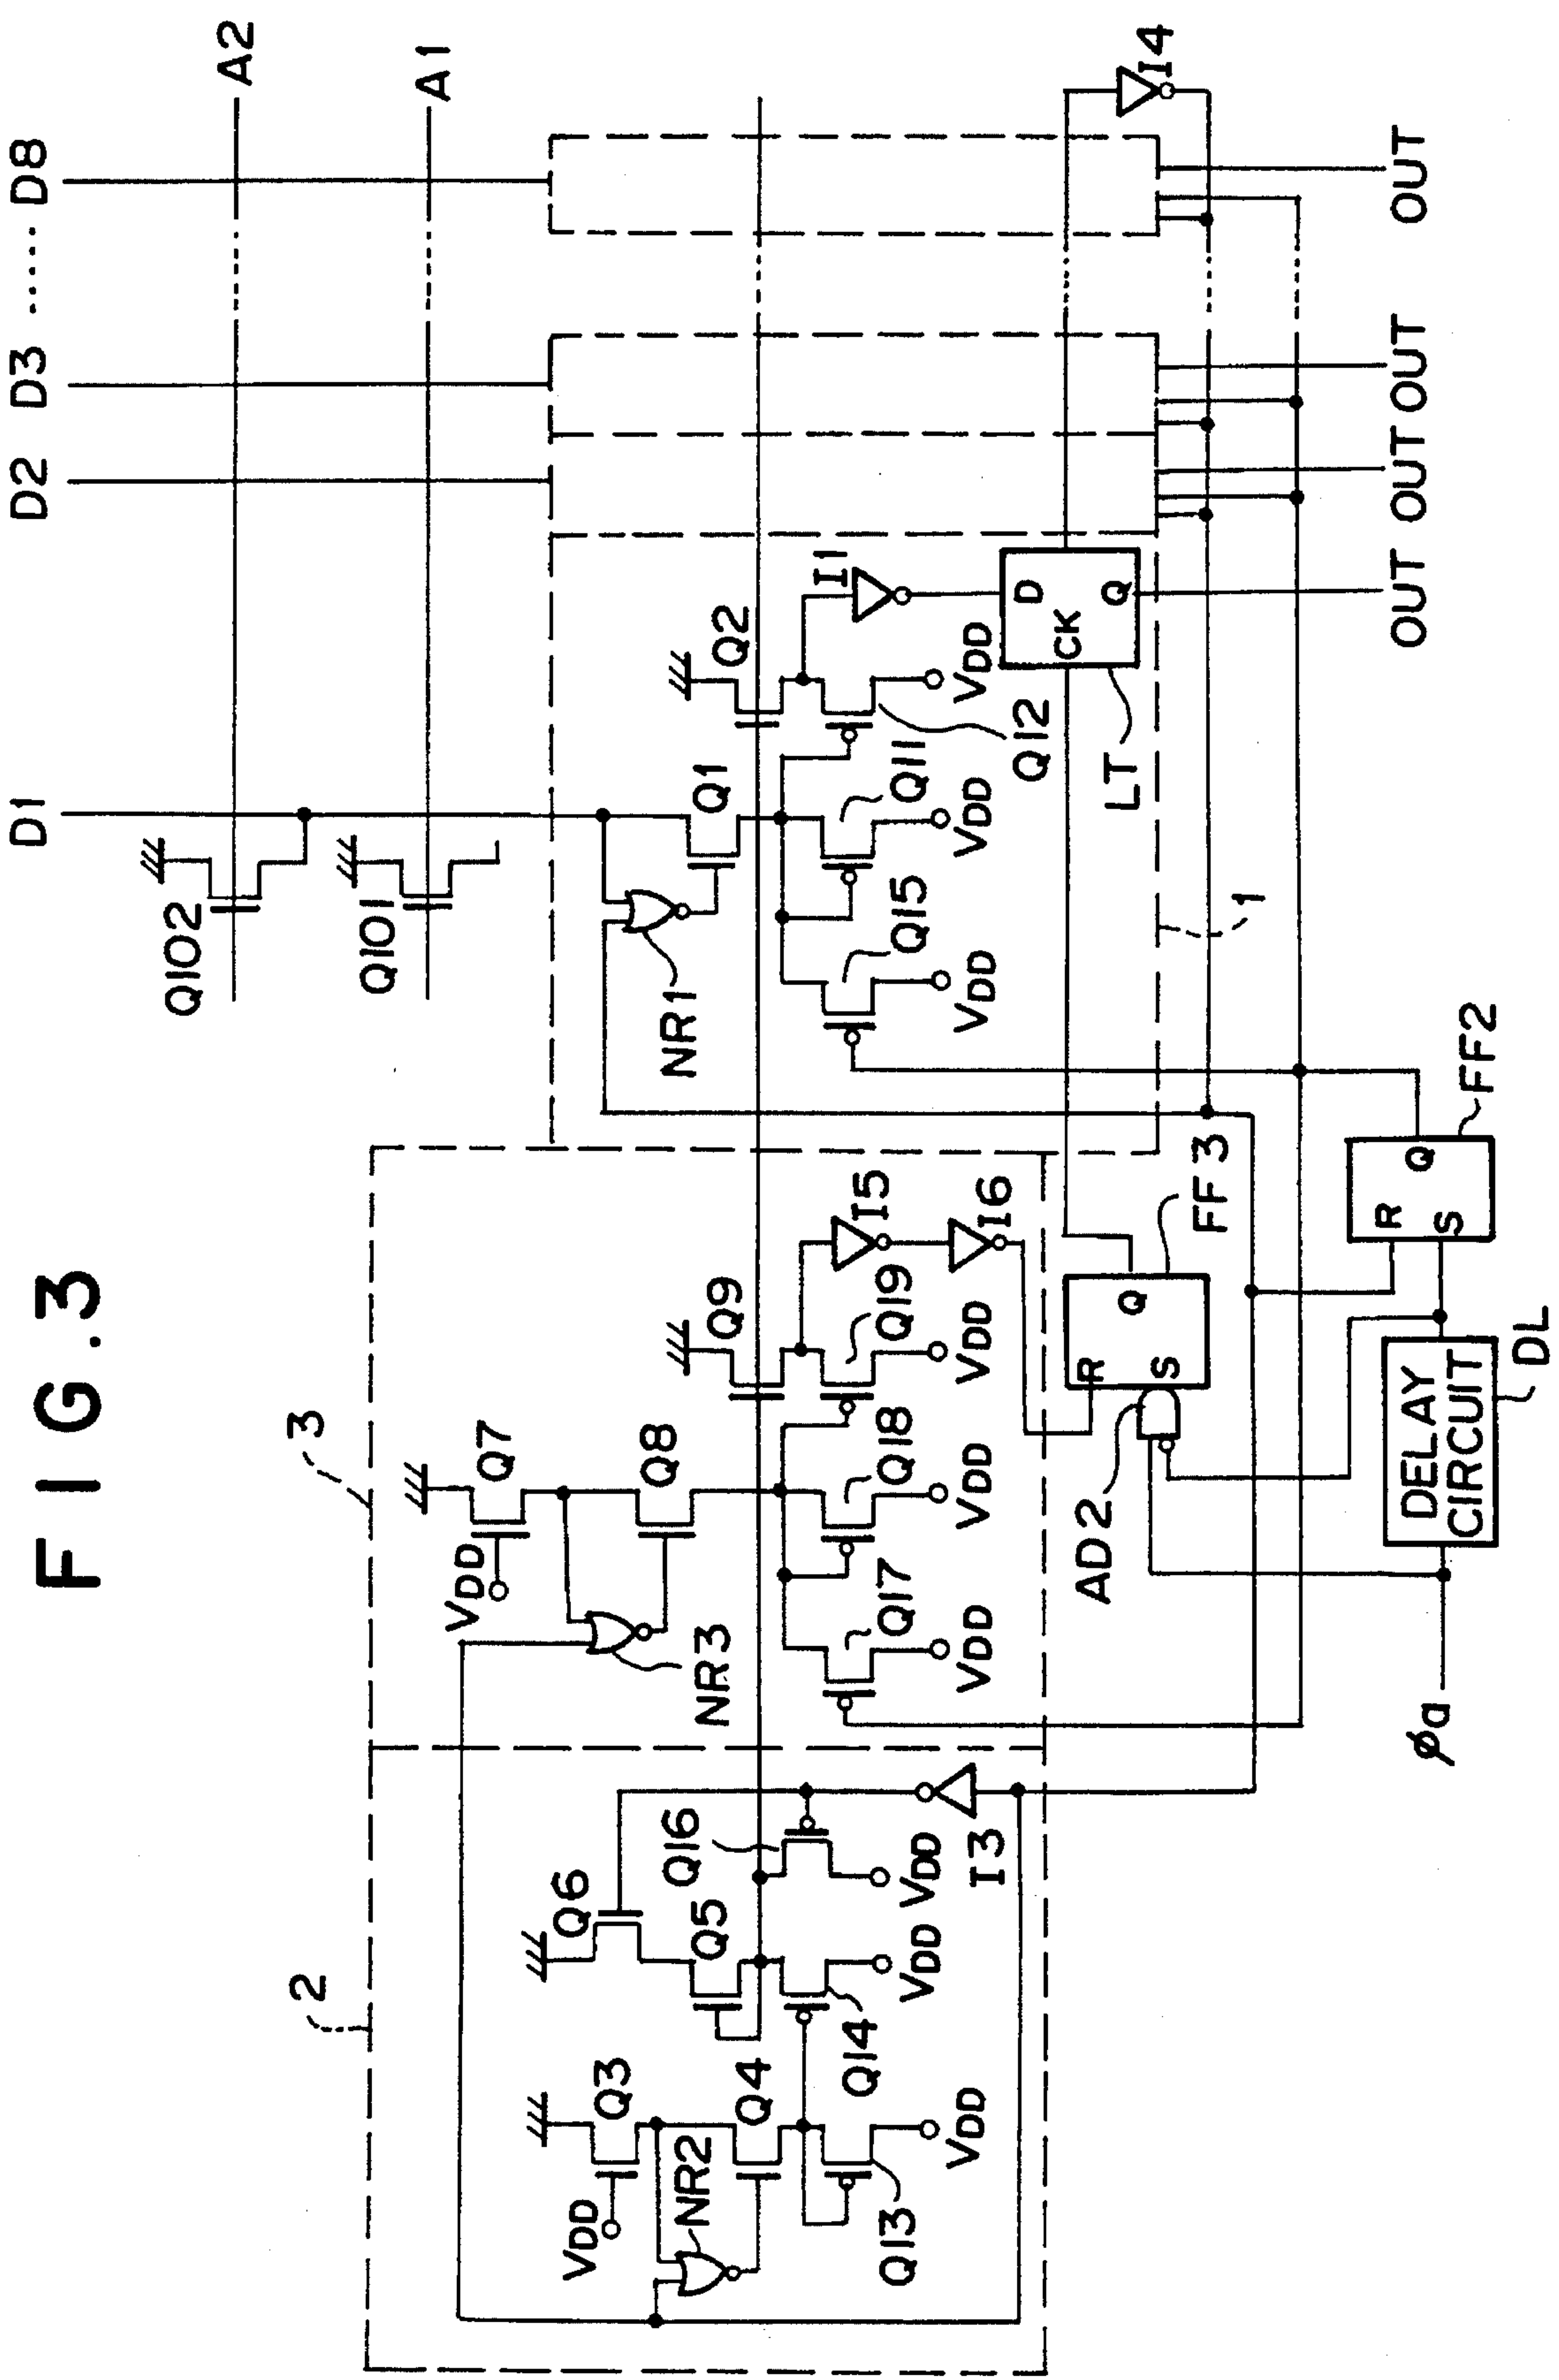 FIG.3
D1
D2
D3
.....
D8
A2
A1
Q102
Q101
3
2
1
VDD
Q7
NR3
Q8
Q9
Q17
VDD
Q18
VDD
Q19
VDD
I5
I6
NR1
Q1
Q2
Q15
VDD
Q11
VDD
Q12
VDD
I1
D
CK
Q
LT
I4
VDD
Q3
NR2
Q4
Q13
VDD
Q14
VDD
Q5
Q6
Q16
VDD
I3
AD2
R
S
Q
FF3
R
S
Q
FF2
φa
DELAY
CIRCUIT
DL
OUT
OUT
OUT
OUT